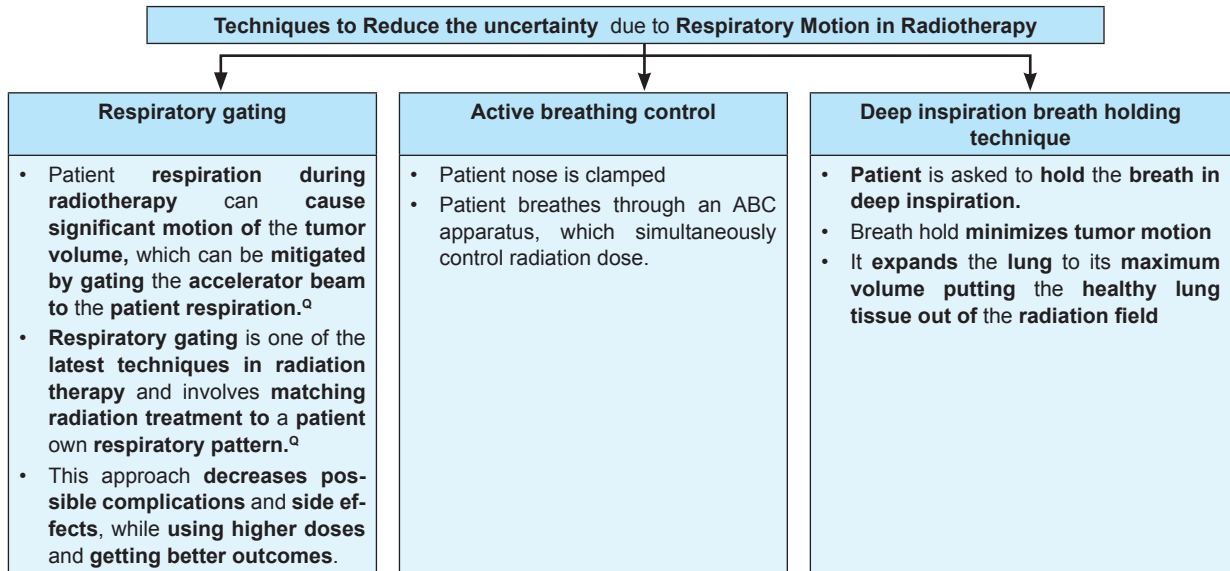 Techniques to Reduce the uncertainty due to Respiratory Motion in Radiotherapy
Respiratory gating
• Patient respiration during
radiotherapy can cause
significant motion of the tumor
volume, which can be mitigated
by gating the accelerator beam
to the patient respiration.Q
• Respiratory gating is one of the
latest techniques in radiation
therapy and involves matching
radiation treatment to a patient
own respiratory pattern.Q
• This approach decreases pos-
sible complications and side ef-
fects, while using higher doses
and getting better outcomes.
Active breathing control
• Patient nose is clamped
• Patient breathes through an ABC
apparatus, which simultaneously
control radiation dose.
Deep inspiration breath holding
technique
• Patient is asked to hold the breath in
deep inspiration.
• Breath hold minimizes tumor motion
• It expands the lung to its maximum
volume putting the healthy lung
tissue out of the radiation field